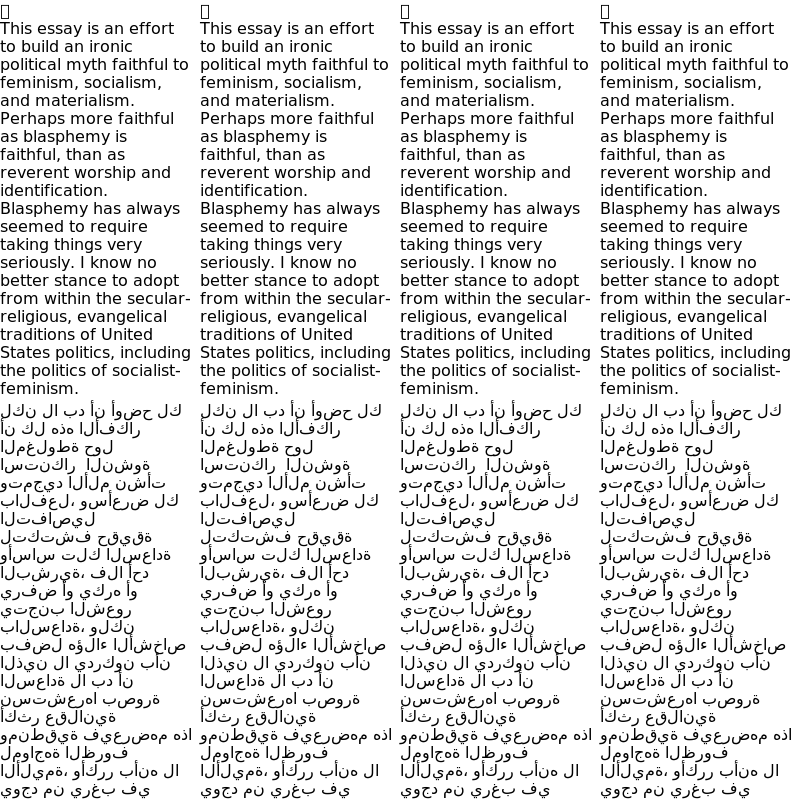 This essay is an effort
to build an ironic
political myth faithful to
feminism, socialism,
and materialism.
Perhaps more faithful
as blasphemy is
faithful, than as
reverent worship and
identification.
Blasphemy has always
seemed to require
taking things very
seriously. I know no
better stance to adopt
from within the secular-
religious, evangelical
traditions of United
States politics, including
the politics of socialist-
feminism.
لكن لا بد أن أوضح لك
أن كل هذه الأفكار
المغلوطة حول
استنكار  النشوة
وتمجيد الألم نشأت
بالفعل، وسأعرض لك
التفاصيل
لتكتشف حقيقة
وأساس تلك السعادة
البشرية، فلا أحد
يرفض أو يكره أو
يتجنب الشعور
بالسعادة، ولكن
بفضل هؤلاء الأشخاص
الذين لا يدركون بأن
السعادة لا بد أن
نستشعرها بصورة
أكثر عقلانية
ومنطقية فيعرضهم هذا
لمواجهة الظروف
الأليمة، وأكرر بأنه لا
يوجد من يرغب في
This essay is an effort
to build an ironic
political myth faithful to
feminism, socialism,
and materialism.
Perhaps more faithful
as blasphemy is
faithful, than as
reverent worship and
identification.
Blasphemy has always
seemed to require
taking things very
seriously. I know no
better stance to adopt
from within the secular-
religious, evangelical
traditions of United
States politics, including
the politics of socialist-
feminism.
لكن لا بد أن أوضح لك
أن كل هذه الأفكار
المغلوطة حول
استنكار  النشوة
وتمجيد الألم نشأت
بالفعل، وسأعرض لك
التفاصيل
لتكتشف حقيقة
وأساس تلك السعادة
البشرية، فلا أحد
يرفض أو يكره أو
يتجنب الشعور
بالسعادة، ولكن
بفضل هؤلاء الأشخاص
الذين لا يدركون بأن
السعادة لا بد أن
نستشعرها بصورة
أكثر عقلانية
ومنطقية فيعرضهم هذا
لمواجهة الظروف
الأليمة، وأكرر بأنه لا
يوجد من يرغب في
This essay is an effort
to build an ironic
political myth faithful to
feminism, socialism,
and materialism.
Perhaps more faithful
as blasphemy is
faithful, than as
reverent worship and
identification.
Blasphemy has always
seemed to require
taking things very
seriously. I know no
better stance to adopt
from within the secular-
religious, evangelical
traditions of United
States politics, including
the politics of socialist-
feminism.
لكن لا بد أن أوضح لك
أن كل هذه الأفكار
المغلوطة حول
استنكار  النشوة
وتمجيد الألم نشأت
بالفعل، وسأعرض لك
التفاصيل
لتكتشف حقيقة
وأساس تلك السعادة
البشرية، فلا أحد
يرفض أو يكره أو
يتجنب الشعور
بالسعادة، ولكن
بفضل هؤلاء الأشخاص
الذين لا يدركون بأن
السعادة لا بد أن
نستشعرها بصورة
أكثر عقلانية
ومنطقية فيعرضهم هذا
لمواجهة الظروف
الأليمة، وأكرر بأنه لا
يوجد من يرغب في
This essay is an effort
to build an ironic
political myth faithful to
feminism, socialism,
and materialism.
Perhaps more faithful
as blasphemy is
faithful, than as
reverent worship and
identification.
Blasphemy has always
seemed to require
taking things very
seriously. I know no
better stance to adopt
from within the secular-
religious, evangelical
traditions of United
States politics, including
the politics of socialist-
feminism.
لكن لا بد أن أوضح لك
أن كل هذه الأفكار
المغلوطة حول
استنكار  النشوة
وتمجيد الألم نشأت
بالفعل، وسأعرض لك
التفاصيل
لتكتشف حقيقة
وأساس تلك السعادة
البشرية، فلا أحد
يرفض أو يكره أو
يتجنب الشعور
بالسعادة، ولكن
بفضل هؤلاء الأشخاص
الذين لا يدركون بأن
السعادة لا بد أن
نستشعرها بصورة
أكثر عقلانية
ومنطقية فيعرضهم هذا
لمواجهة الظروف
الأليمة، وأكرر بأنه لا
يوجد من يرغب في